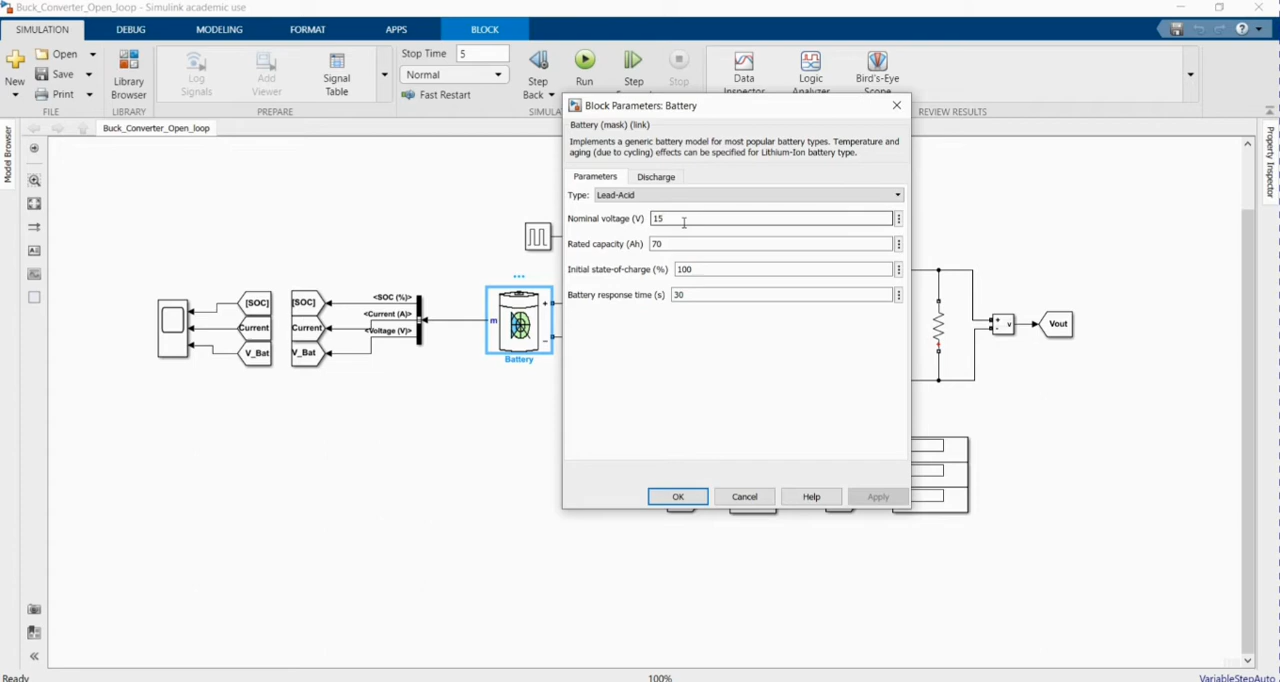 Buck_Converter_Open_loop - Simulink academic use
SIMULATION DEBUG MODELING FORMAT APPS BLOCK
New
Open
Save
Print
FILE
Library
Browser
LIBRARY
Log
Signals
Add
Viewer
Signal
Table
PREPARE
Stop Time 5
Normal
Fast Restart
Step
Back
Run
Step
Stop
Data
Logic
Bird's-Eye
REVIEW RESULTS
Buck_Converter_Open_loop
Model Browser
Property Inspector
Block Parameters: Battery
Battery (mask) (link)
Implements a generic battery model for most popular battery types. Temperature and
aging (due to cycling) effects can be specified for Lithium-Ion battery type.
Parameters Discharge
Type: Lead-Acid
Nominal voltage (V) 15
Rated capacity (Ah) 70
Initial state-of-charge (%) 100
Battery response time (s) 30
OK Cancel Help Apply
[SOC] [SOC] <SOC (%)>
Current Current <Current (A)>
V_Bat V_Bat <Voltage (V)>
m
+
−
Battery
+
-
v
Vout
Ready
100%
VariableStepAuto